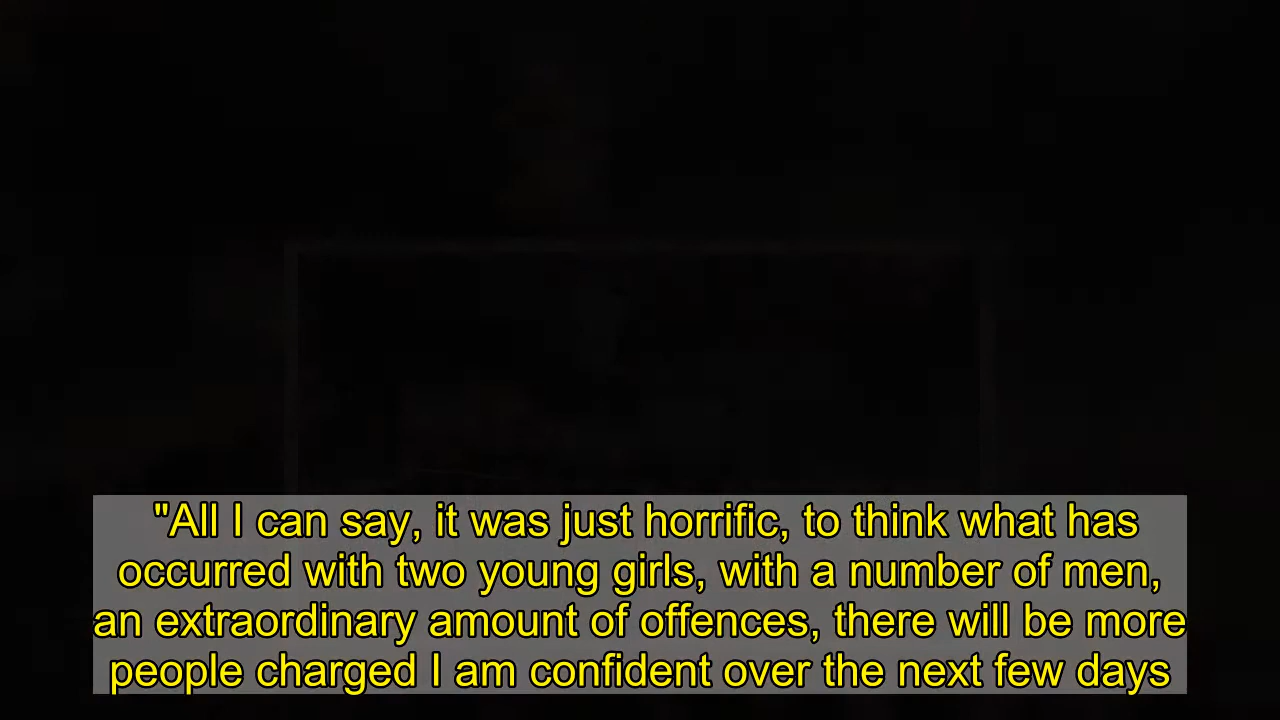 "All I can say, it was just horrific, to think what has
occurred with two young girls, with a number of men,
an extraordinary amount of offences, there will be more
people charged I am confident over the next few days